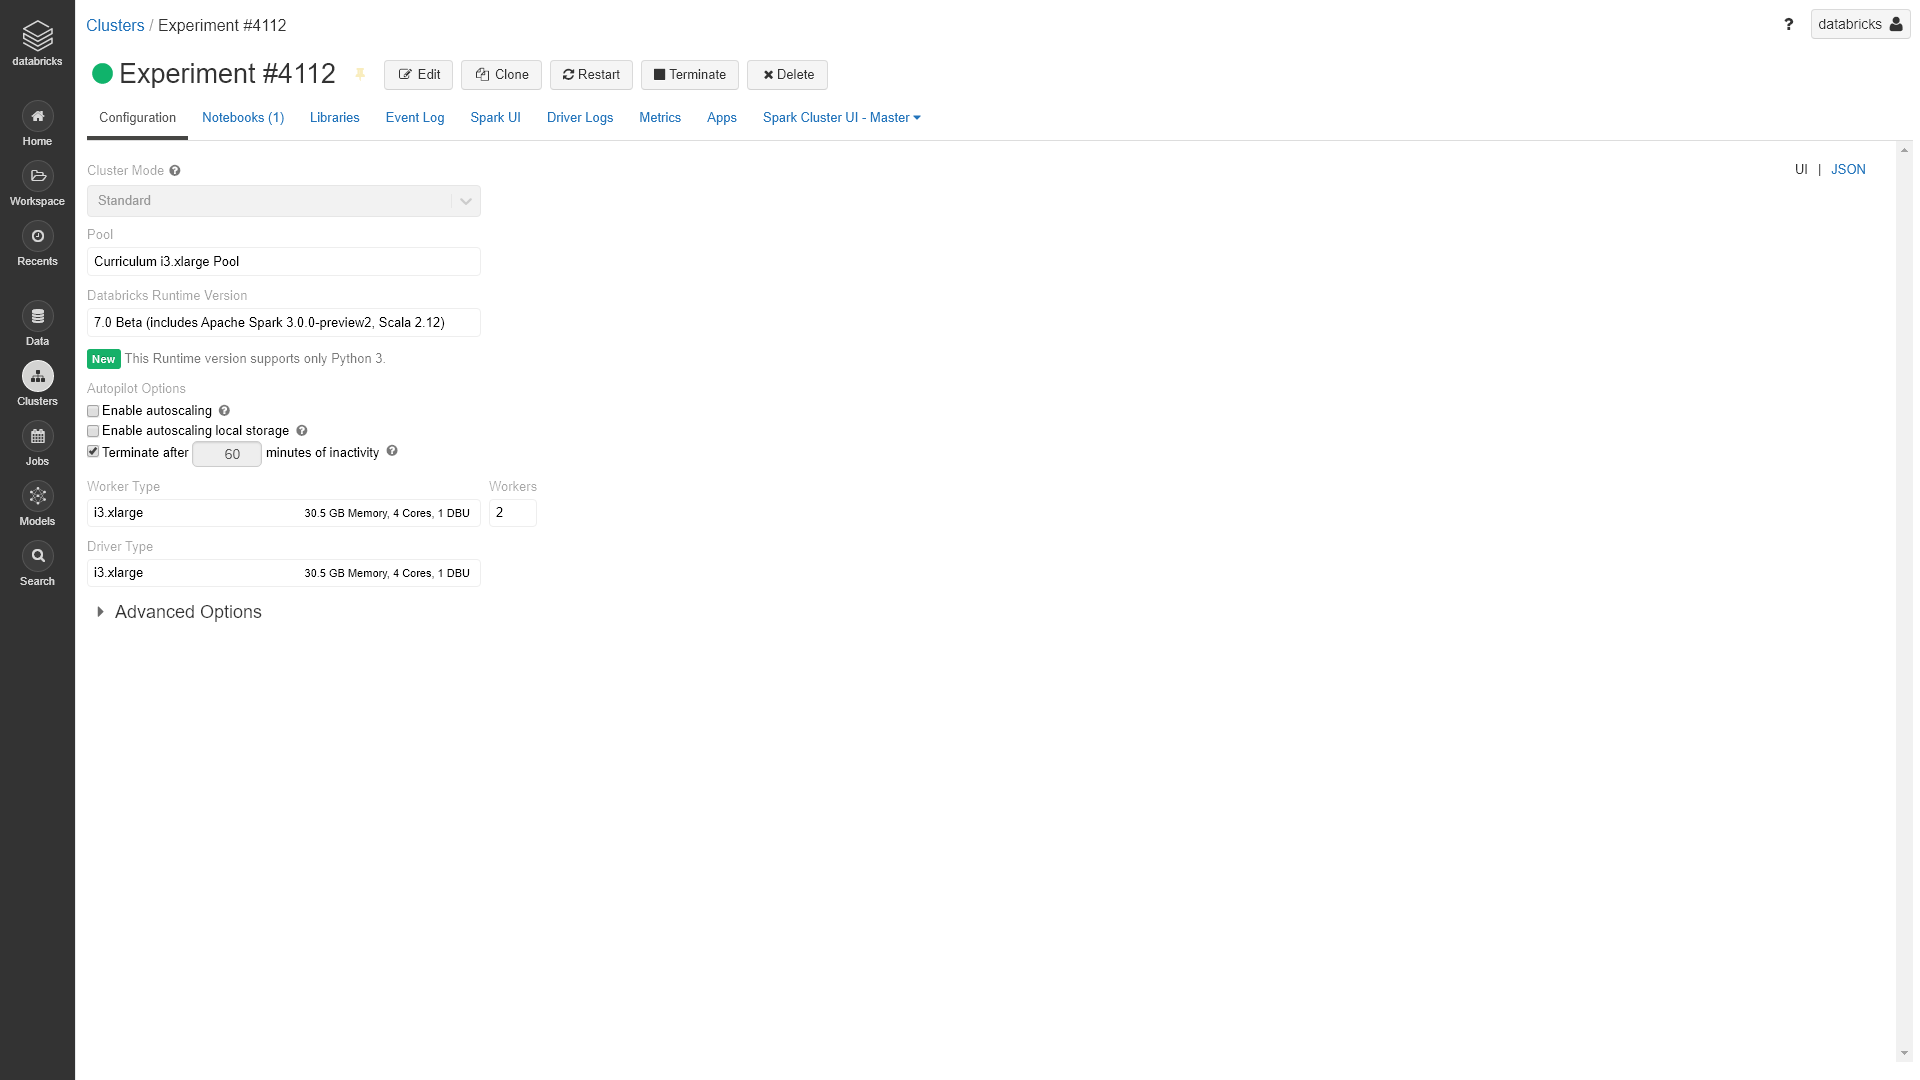 databricks
Home
Workspace
Recents
Data
Clusters
Jobs
Models
Search
Clusters / Experiment #4112
? databricks
Experiment #4112 Edit Clone Restart Terminate Delete
Configuration Notebooks (1) Libraries Event Log Spark UI Driver Logs Metrics Apps Spark Cluster UI - Master
UI | JSON
Cluster Mode ?
Standard
Pool
Curriculum i3.xlarge Pool
Databricks Runtime Version
7.0 Beta (includes Apache Spark 3.0.0-preview2, Scala 2.12)
New This Runtime version supports only Python 3.
Autopilot Options
Enable autoscaling ?
Enable autoscaling local storage ?
Terminate after 60 minutes of inactivity ?
Worker Type Workers
i3.xlarge 30.5 GB Memory, 4 Cores, 1 DBU 2
Driver Type
i3.xlarge 30.5 GB Memory, 4 Cores, 1 DBU
Advanced Options